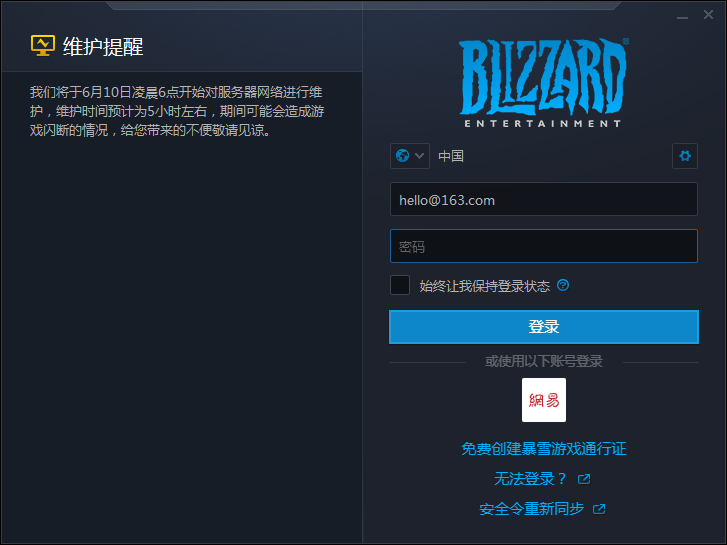 维护提醒
我们将于6月10日凌晨6点开始对服务器网络进行维
护，维护时间预计为5小时左右，期间可能会造成游
戏闪断的情况，给您带来的不便敬请见谅。
BLIZZARD®
ENTERTAINMENT
中国
hello@163.com
密码
始终让我保持登录状态 ?
登录
或使用以下账号登录
網易
免费创建暴雪游戏通行证
无法登录？
安全令重新同步